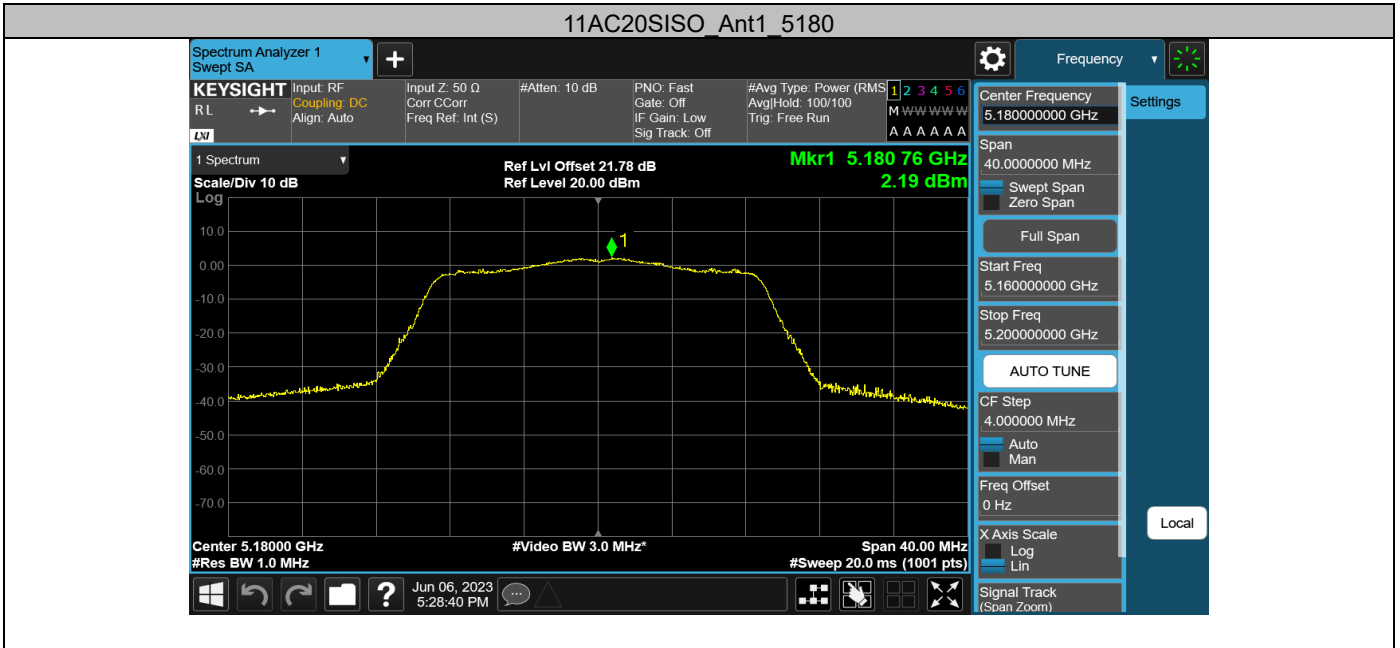 11AC20SISO_Ant1_5180
Spectrum Analyzer 1
Swept SA
Frequency
KEYSIGHT
RL
LXI
Input: RF
Coupling: DC
Align: Auto
Input Z: 50 Ω
Corr CCorr
Freq Ref: Int (S)
#Atten: 10 dB
PNO: Fast
Gate: Off
IF Gain: Low
Sig Track: Off
#Avg Type: Power (RMS
Avg|Hold: 100/100
Trig: Free Run
1 2 3 4 5 6
M W W W W W
A A A A A A
1 Spectrum
Scale/Div 10 dB
Ref Lvl Offset 21.78 dB
Ref Level 20.00 dBm
Mkr1 5.180 76 GHz
2.19 dBm
Log
10.0
0.00
-10.0
-20.0
-30.0
-40.0
-50.0
-60.0
-70.0
1
Center 5.18000 GHz
#Res BW 1.0 MHz
#Video BW 3.0 MHz*
Span 40.00 MHz
#Sweep 20.0 ms (1001 pts)
?
Jun 06, 2023
5:28:40 PM
Center Frequency
5.180000000 GHz
Span
40.0000000 MHz
Swept Span
Zero Span
Full Span
Start Freq
5.160000000 GHz
Stop Freq
5.200000000 GHz
AUTO TUNE
CF Step
4.000000 MHz
Auto
Man
Freq Offset
0 Hz
X Axis Scale
Log
Lin
Signal Track
(Span Zoom)
Settings
Local